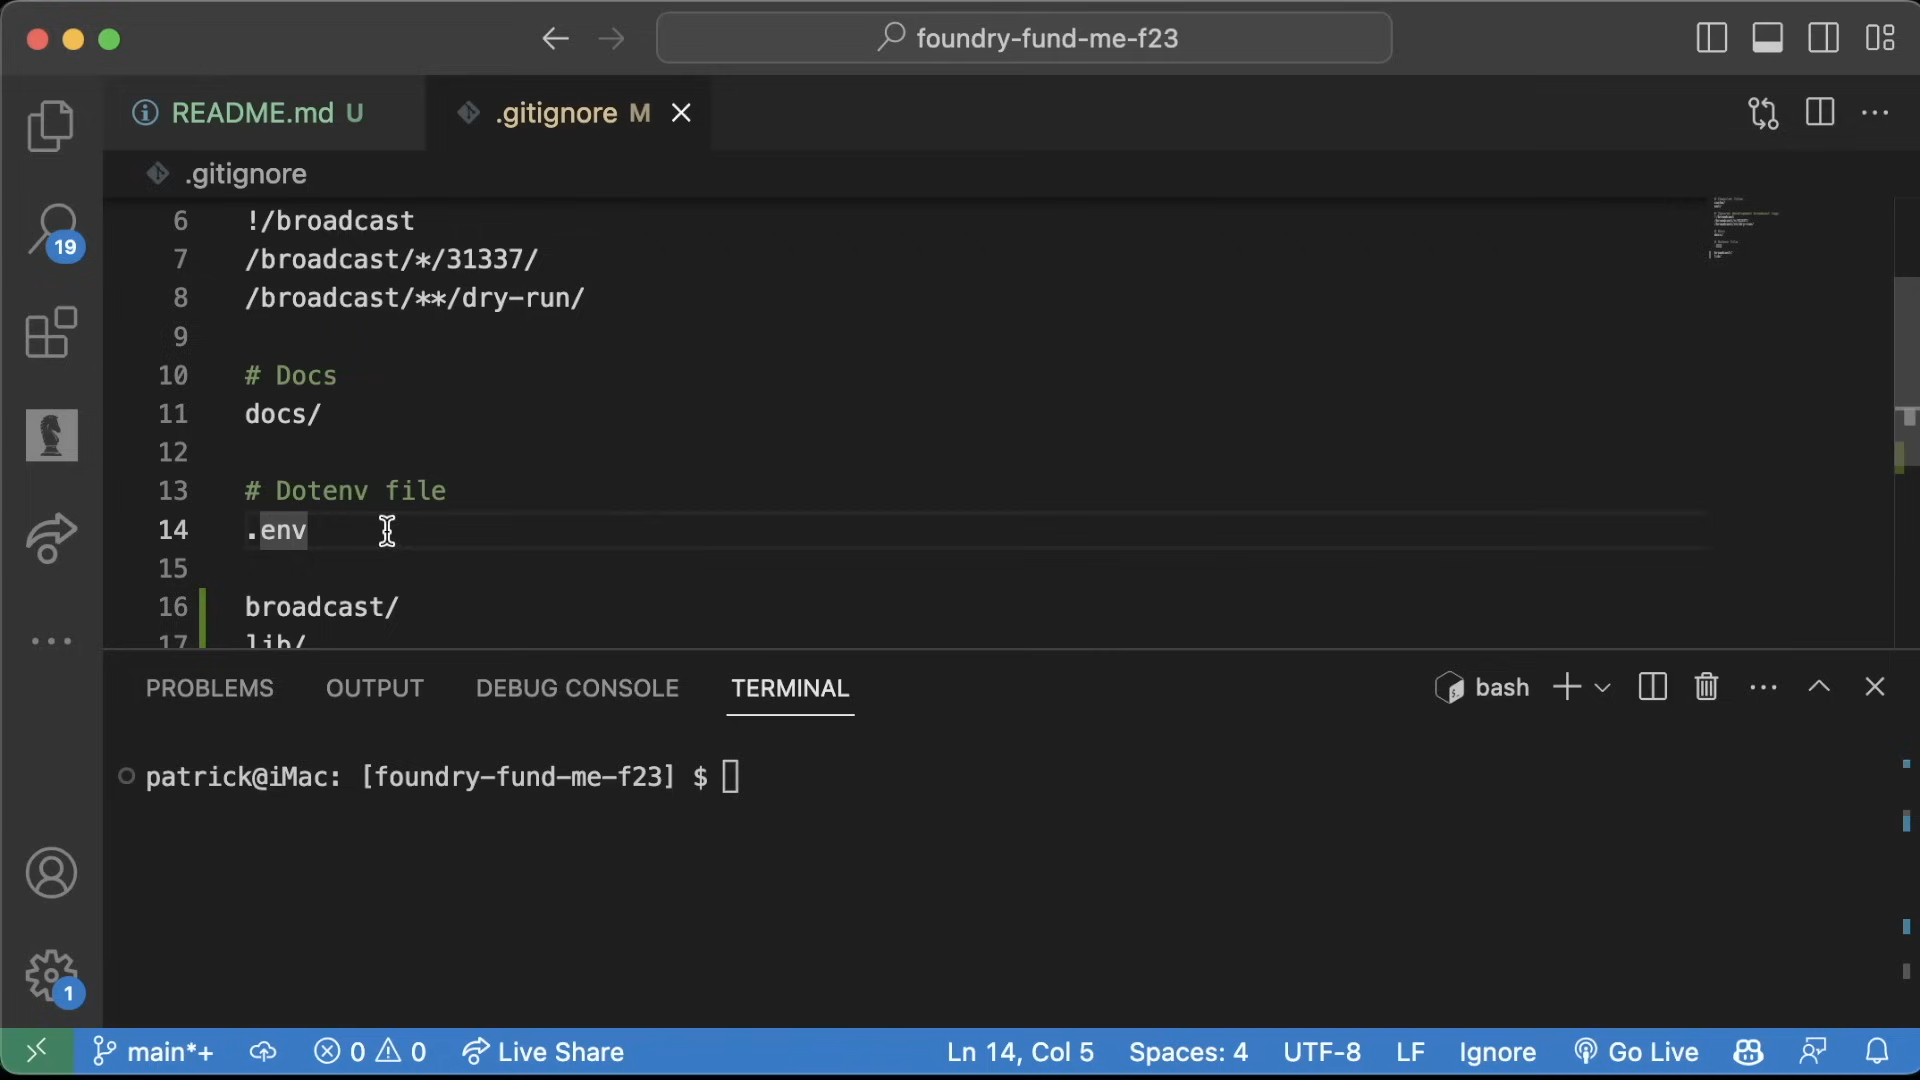 foundry-fund-me-f23
README.md U
.gitignore M
.gitignore
6 !/broadcast
7 /broadcast/*/31337/
8 /broadcast/**/dry-run/
9
10 # Docs
11 docs/
12
13 # Dotenv file
14 .env
15
16 broadcast/
17 lib/
19
1
PROBLEMS OUTPUT DEBUG CONSOLE TERMINAL bash
patrick@iMac: [foundry-fund-me-f23] $
main*+ 0 0 Live Share Ln 14, Col 5 Spaces: 4 UTF-8 LF Ignore Go Live